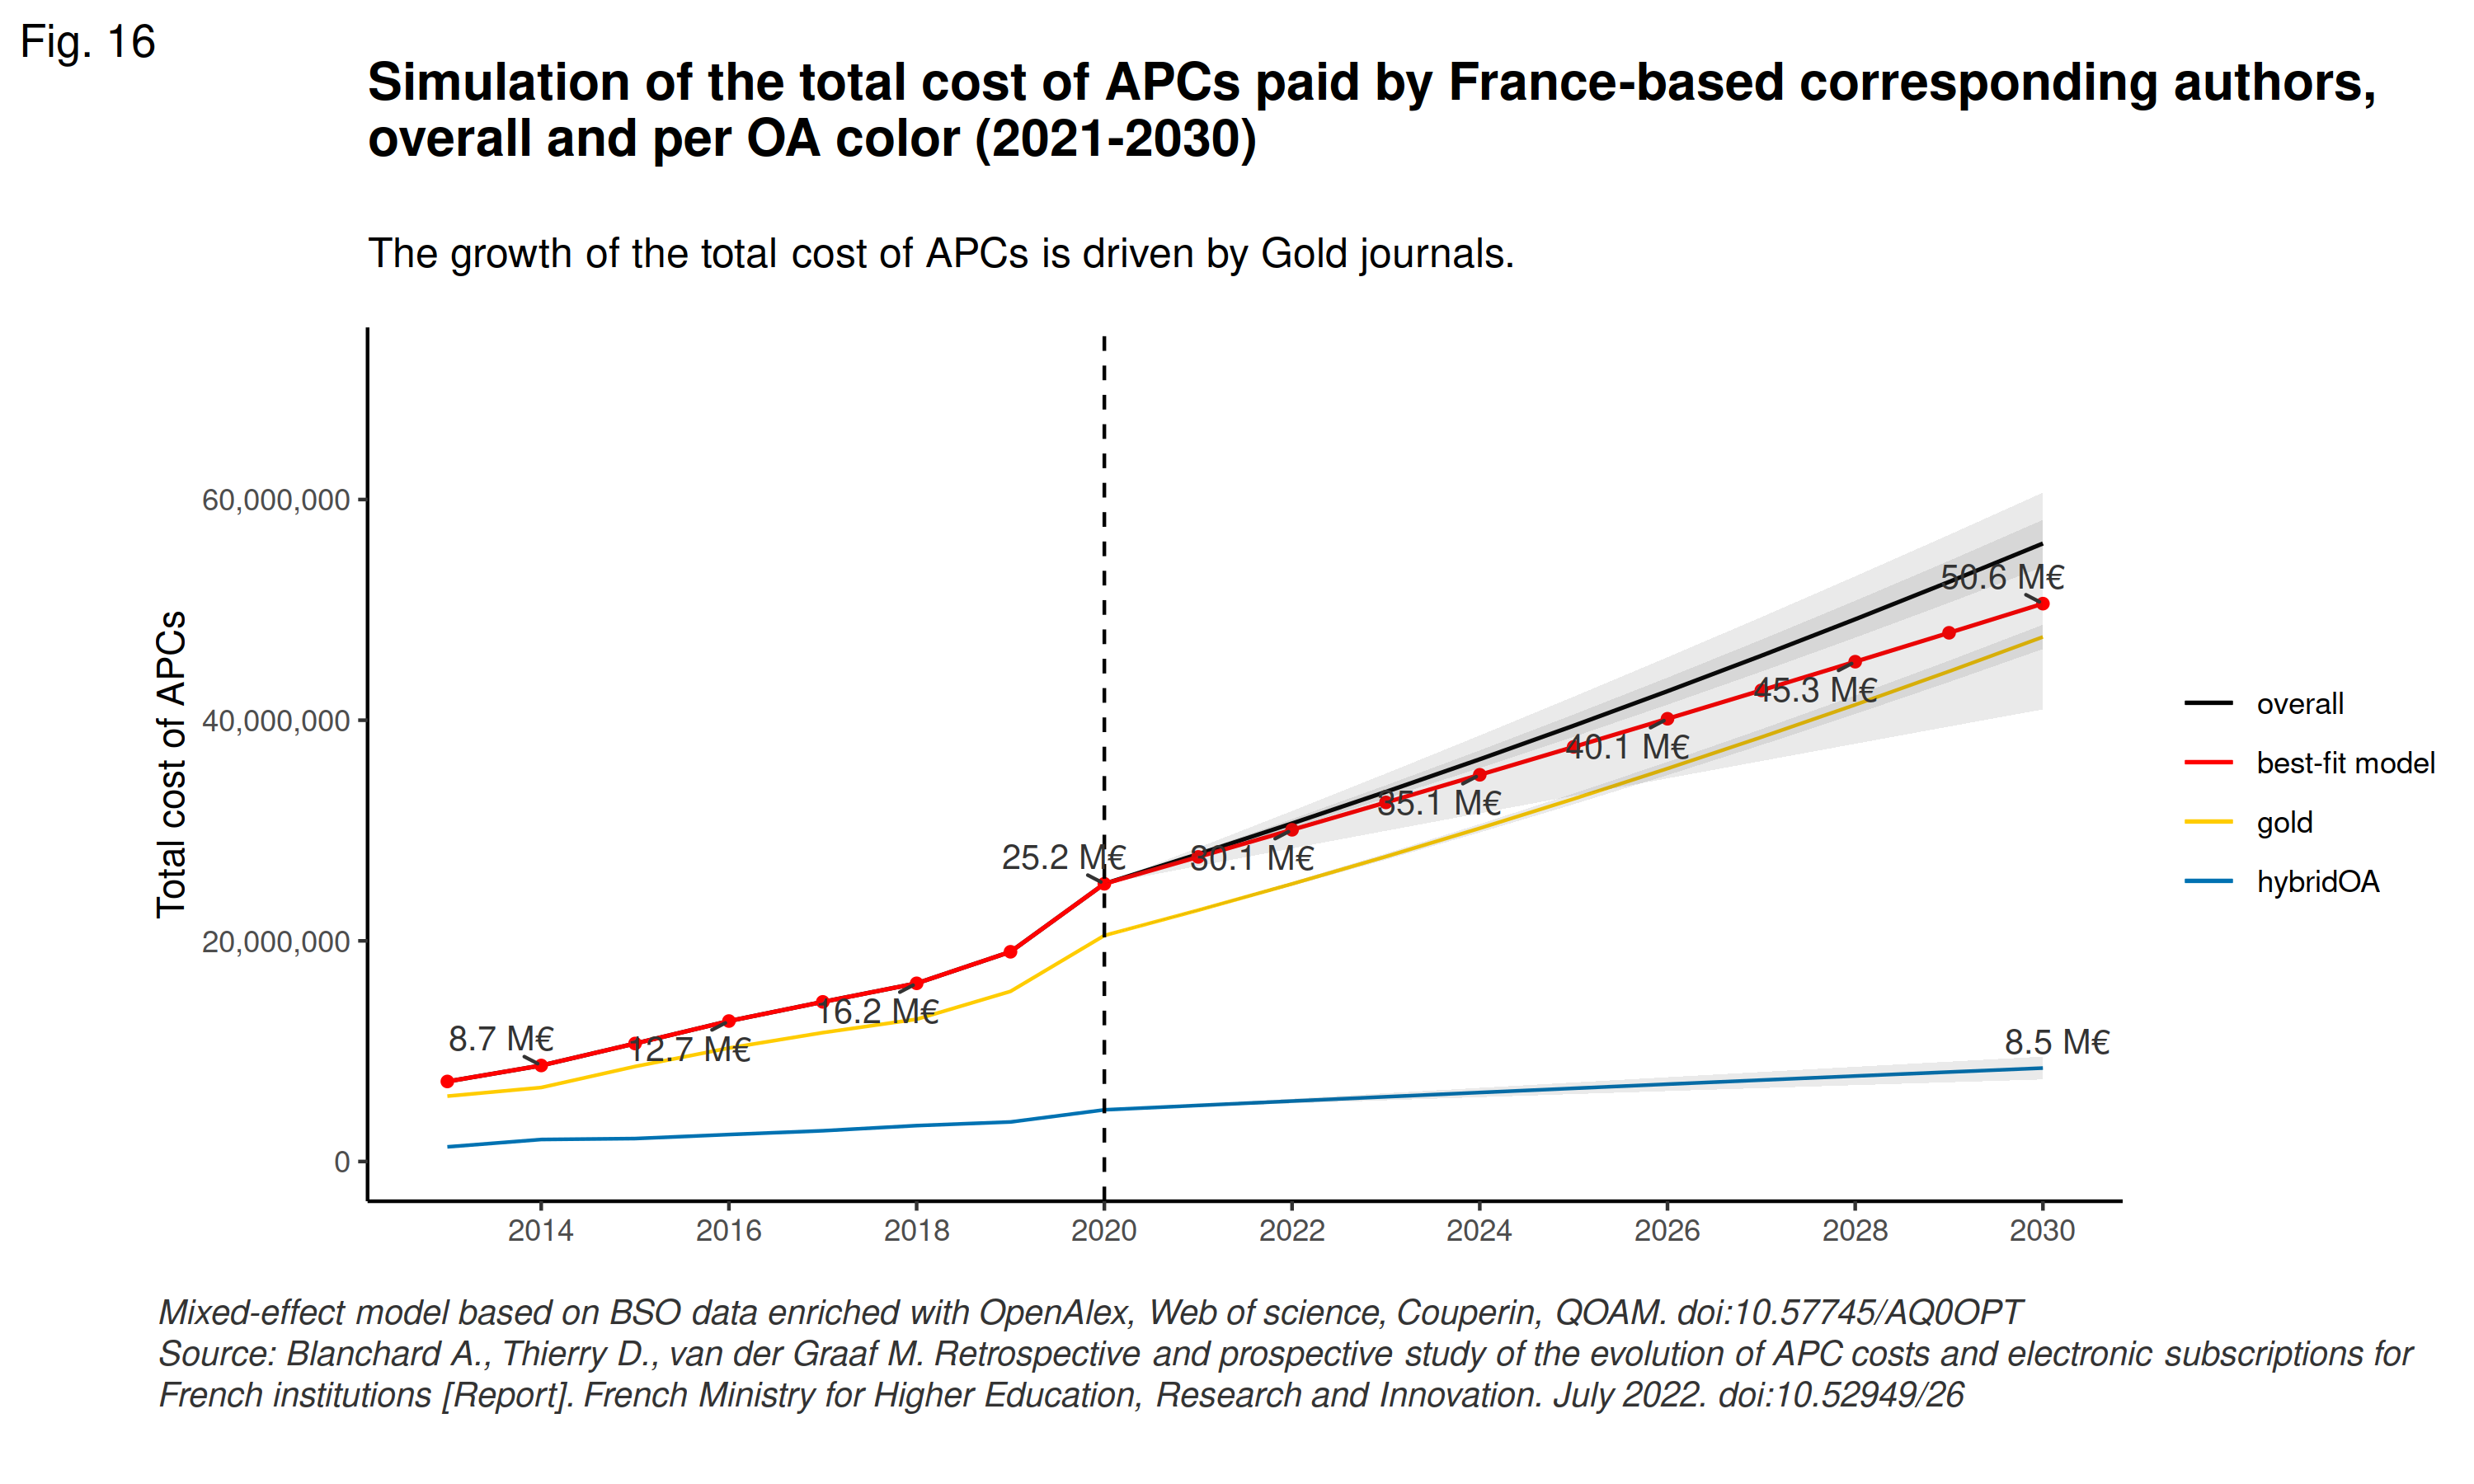 Fig. 16
Simulation of the total cost of APCs paid by France-based corresponding authors,
overall and per OA color (2021-2030)
The growth of the total cost of APCs is driven by Gold journals.
Total cost of APCs
60,000,000
40,000,000
20,000,000
0
8.7 M€
12.7 M€
16.2 M€
25.2 M€
30.1 M€
35.1 M€
40.1 M€
45.3 M€
50.6 M€
8.5 M€
overall
best-fit model
gold
hybridOA
2014
2016
2018
2020
2022
2024
2026
2028
2030
Mixed-effect model based on BSO data enriched with OpenAlex, Web of science, Couperin, QOAM. doi:10.57745/AQ0OPT
Source: Blanchard A., Thierry D., van der Graaf M. Retrospective and prospective study of the evolution of APC costs and electronic subscriptions for
French institutions [Report]. French Ministry for Higher Education, Research and Innovation. July 2022. doi:10.52949/26